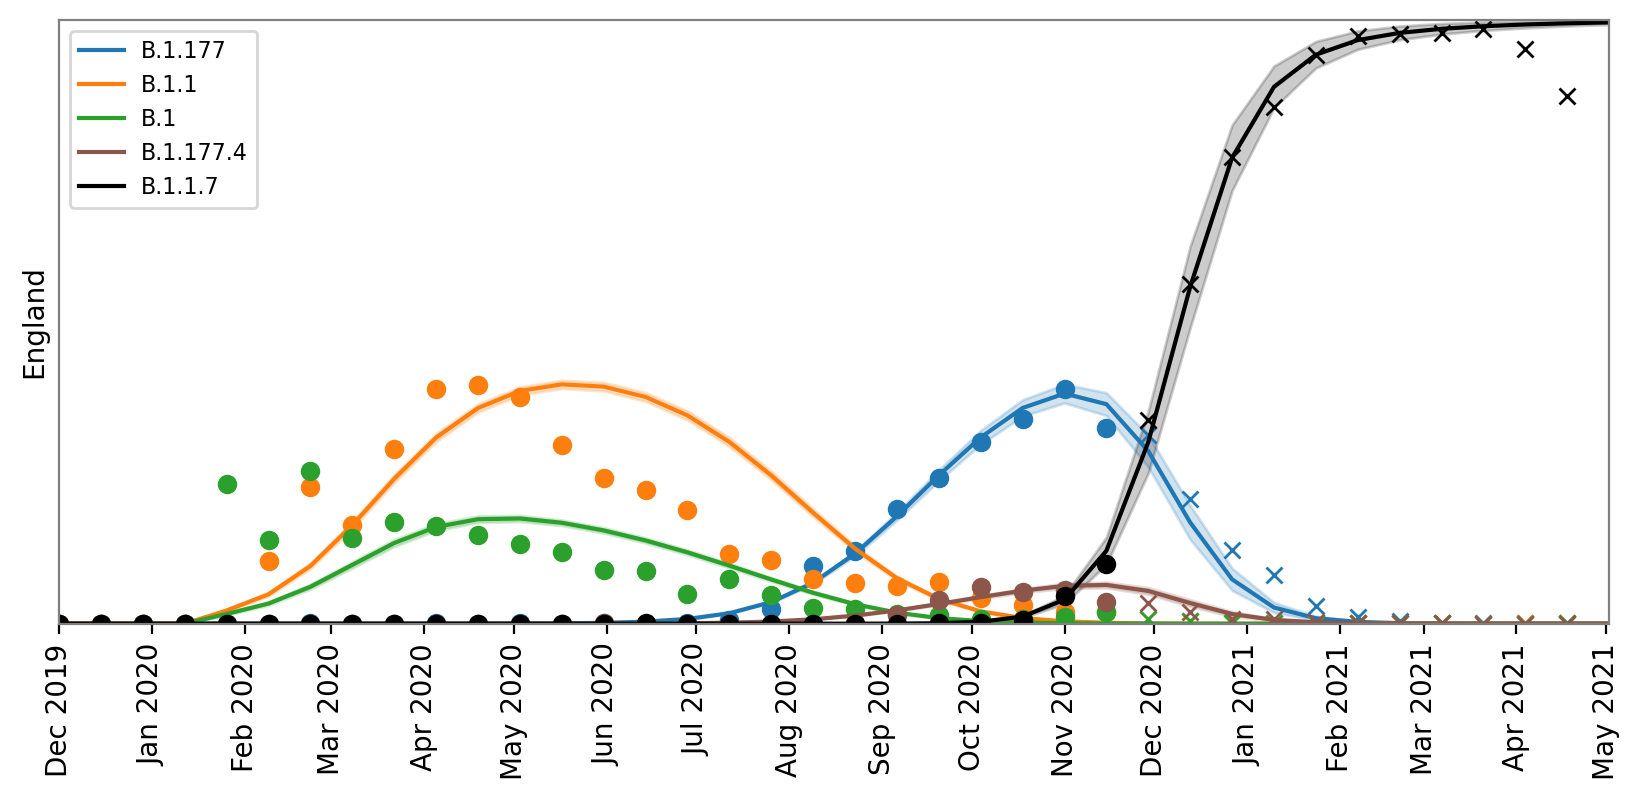 B.1.177
B.1.1
B.1
B.1.177.4
B.1.1.7
England
Dec 2019
Jan 2020
Feb 2020
Mar 2020
Apr 2020
May 2020
Jun 2020
Jul 2020
Aug 2020
Sep 2020
Oct 2020
Nov 2020
Dec 2020
Jan 2021
Feb 2021
Mar 2021
Apr 2021
May 2021